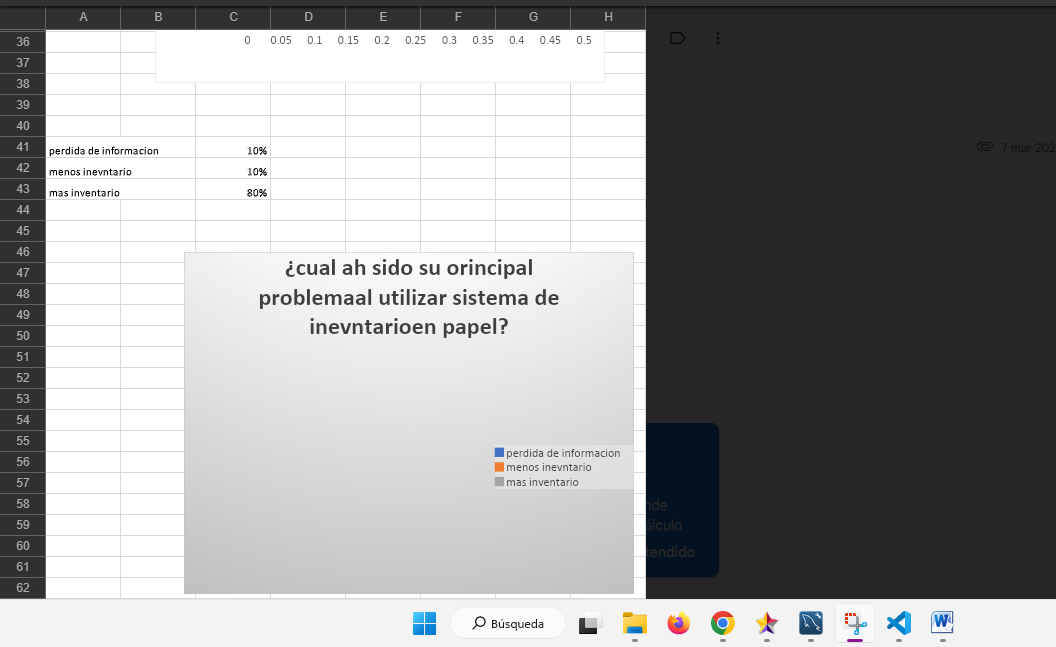 A B C D E F G H
36
0 0.05 0.1 0.15 0.2 0.25 0.3 0.35 0.4 0.45 0.5
37
38
39
40
41 perdida de informacion 10%
7 mar 202
42 menos inevntario 10%
43 mas inventario 80%
44
45
46
47 ¿cual ah sido su orincipal
48 problemaal utilizar sistema de
49 inevntarioen papel?
50
51
52
53
54
55
perdida de informacion
56 menos inevntario
57 mas inventario
58 nde
59 álculo
60 tendido
61
62
Búsqueda